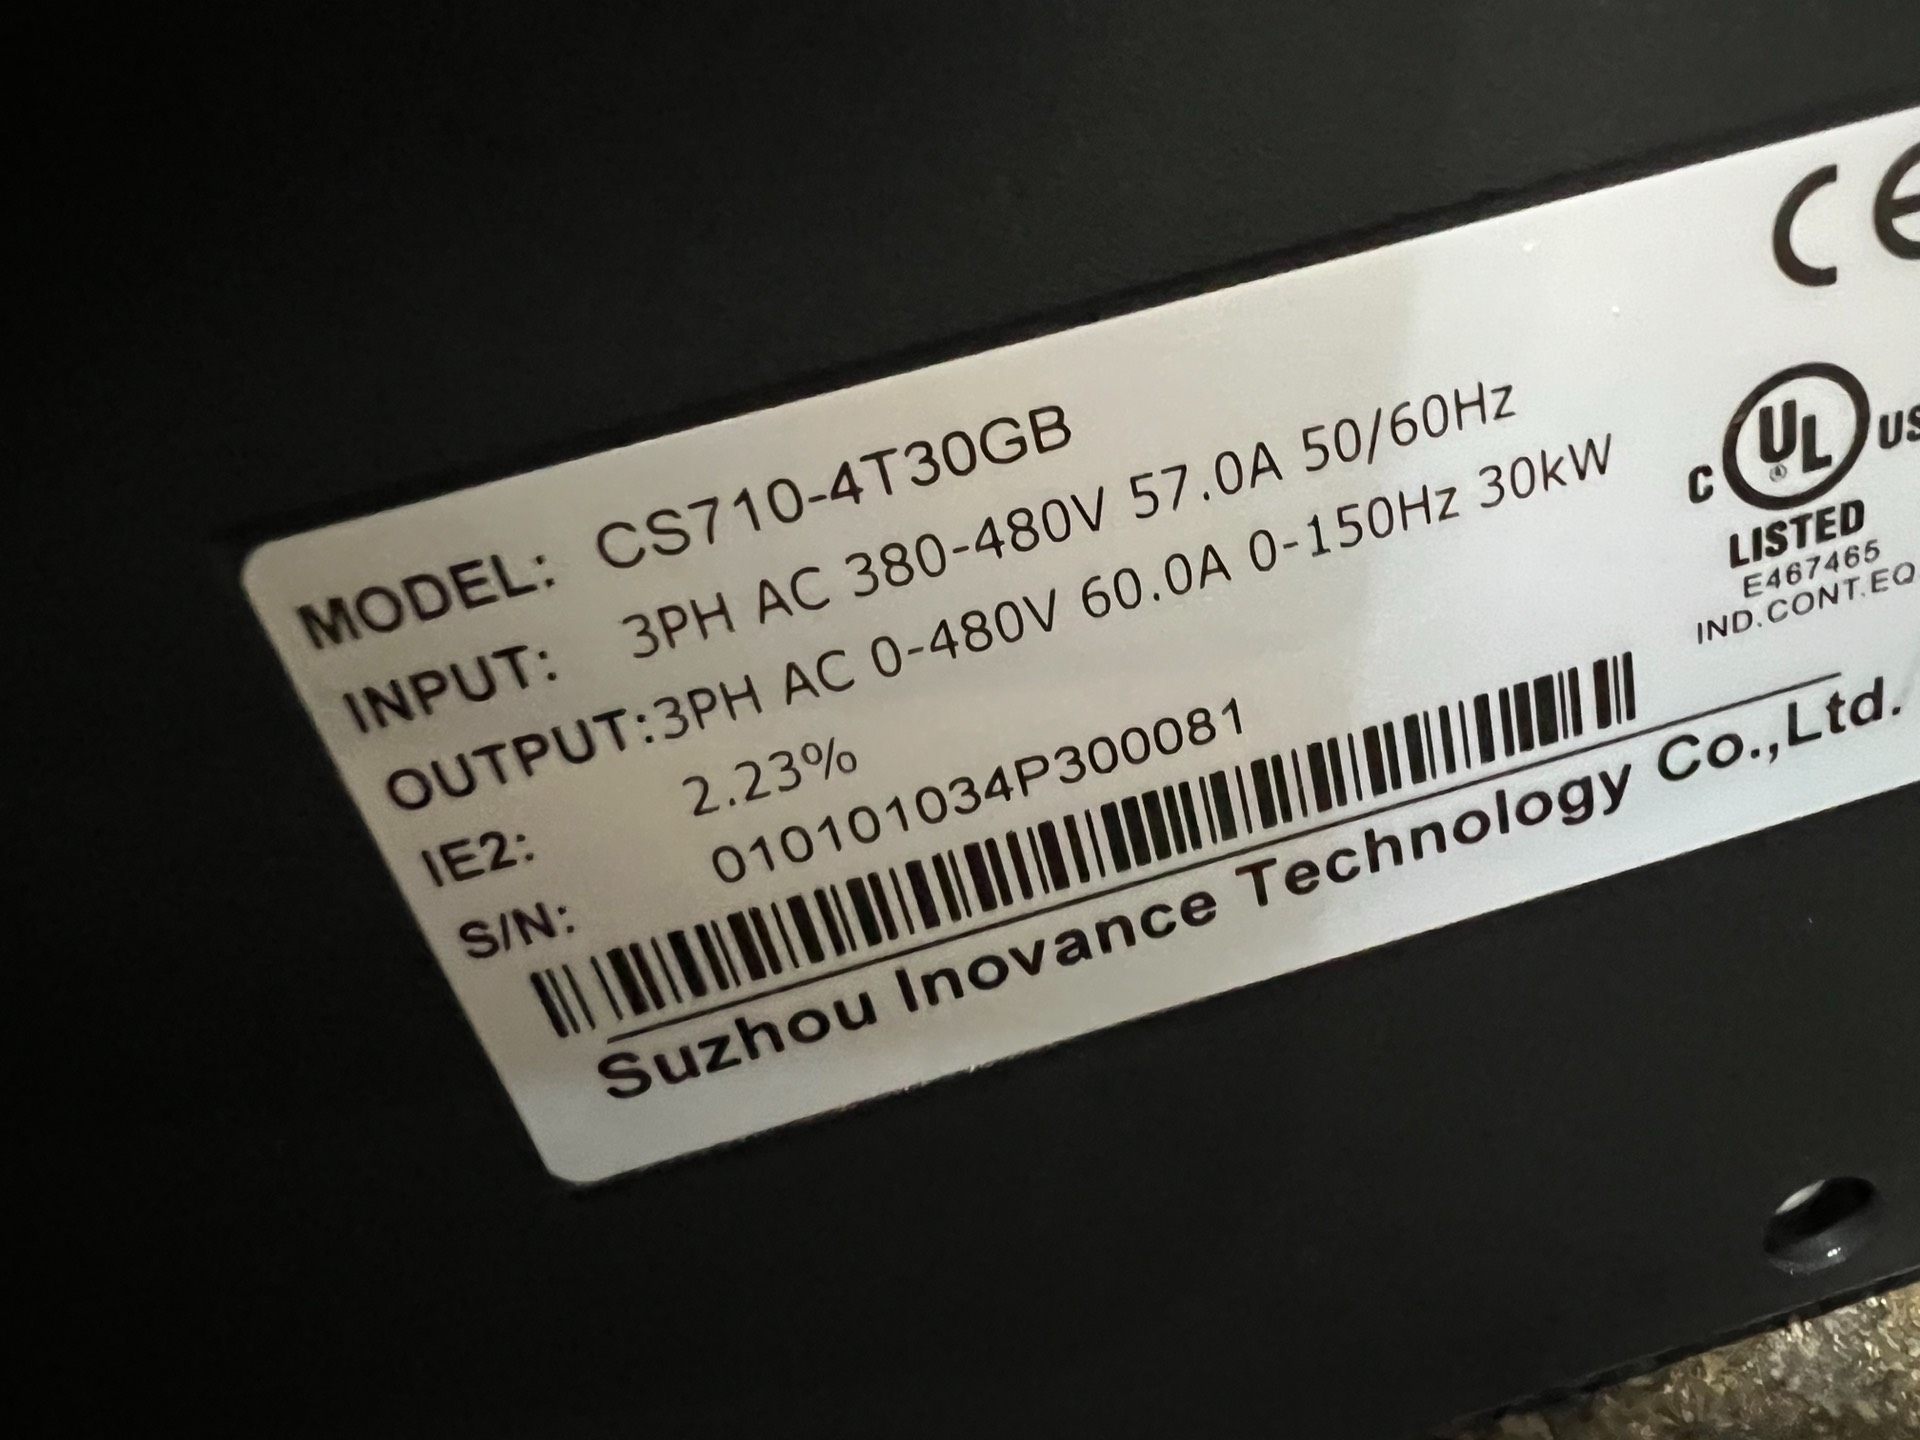 MODEL: CS710-4T30GB
INPUT: 3PH AC 380-480V 57.0A 50/60Hz
OUTPUT:3PH AC 0-480V 60.0A 0-150Hz 30kW
IE2: 2.23%
S/N: 010101034P300081
Suzhou Inovance Technology Co.,Ltd.
CE
C UL ® US
LISTED
E467465
IND.CONT.EQ